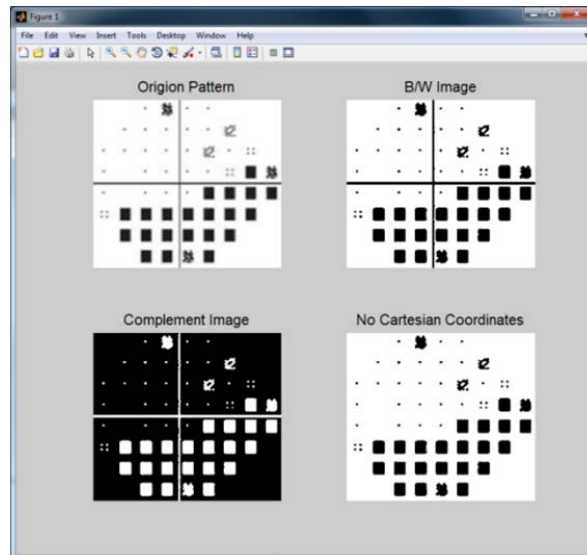 Figure 1
File Edit View Insert Tools Desktop Window Help
Origion Pattern
B/W Image
Complement Image
No Cartesian Coordinates